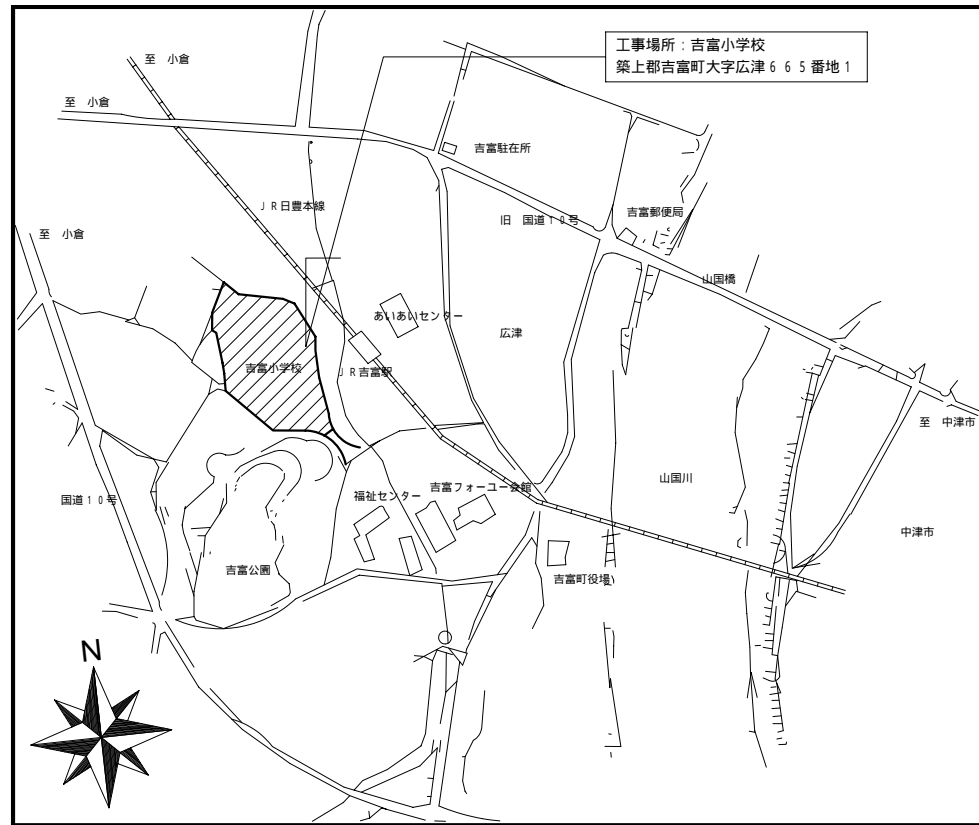 工事場所：吉富小学校
築上郡吉富町大字広津６６５番地１
至　小倉
至　小倉
吉富駐在所
ＪＲ日豊本線
旧　国道１０号
吉富郵便局
至　小倉
山国橋
あいあいセンター
広津
吉富小学校
ＪＲ吉富駅
至　中津市
山国川
吉富フォーユー会館
福祉センター
国道１０号
中津市
吉富公園
吉富町役場
N